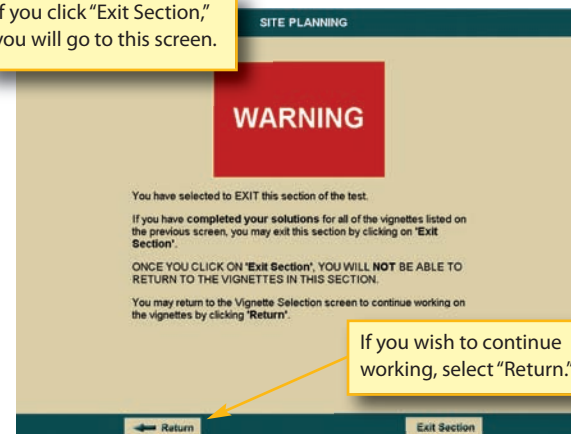 f you click "Exit Section,"
you will go to this screen.
SITE PLANNING
WARNING
You have selected to EXIT this section of the test.
If you have completed your solutions for all of the vignettes listed on
the previous screen, you may exit this section by clicking on 'Exit
Section'.
ONCE YOU CLICK ON 'Exit Section', YOU WILL NOT BE ABLE TO
RETURN TO THE VIGNETTES IN THIS SECTION.
You may return to the Vignette Selection screen to continue working on
the vignettes by clicking 'Return'.
If you wish to continue
working, select "Return."
Return
Exit Section